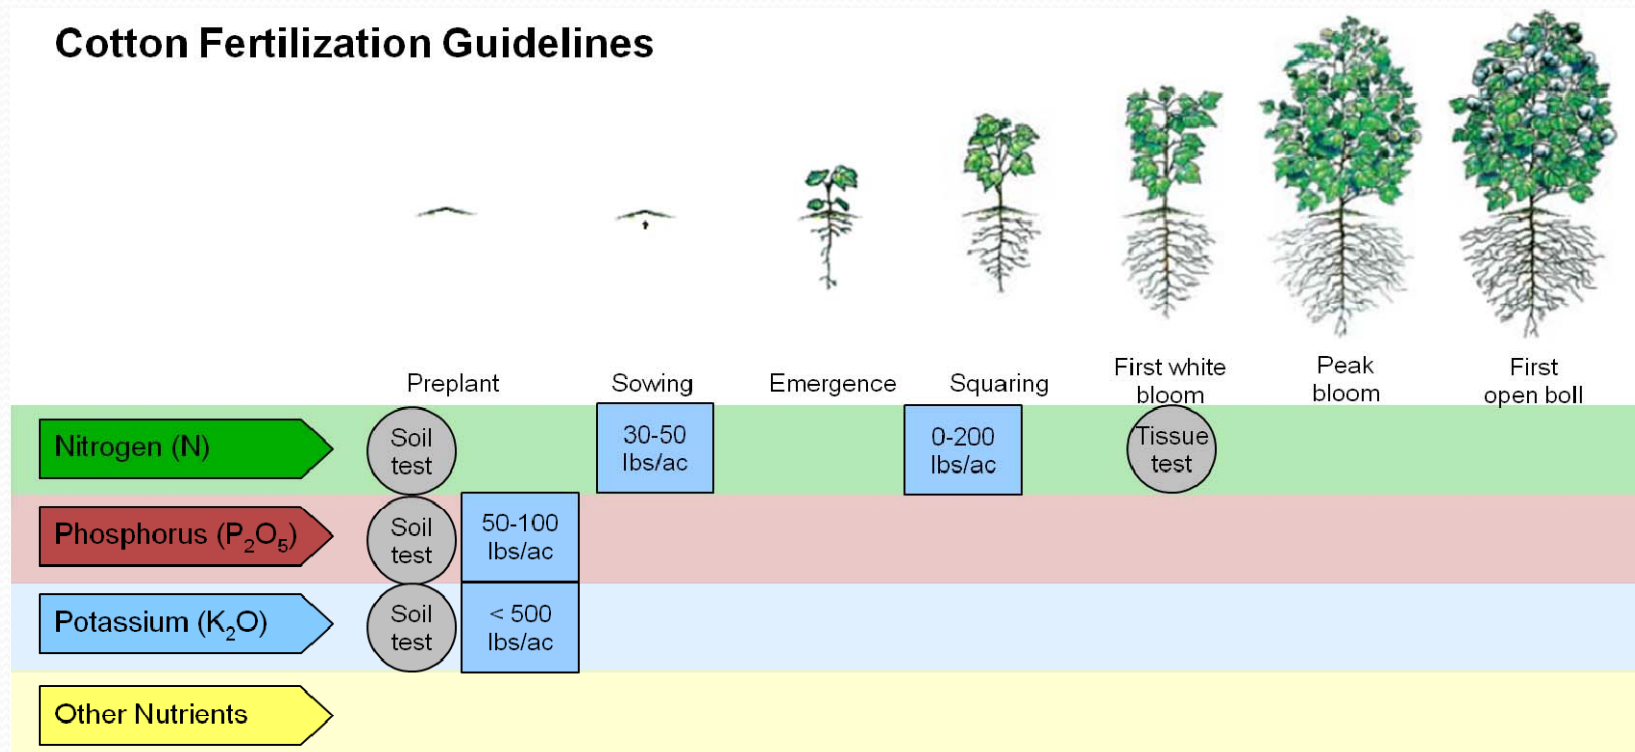 Cotton Fertilization Guidelines
Preplant
Sowing
Emergence
Squaring
First white
bloom
Peak
bloom
First
open boll
Nitrogen (N)
Soil
test
30-50
lbs/ac
0-200
lbs/ac
Tissue
test
Phosphorus (P₂O₅)
Soil
test
50-100
lbs/ac
Potassium (K₂O)
Soil
test
< 500
lbs/ac
Other Nutrients